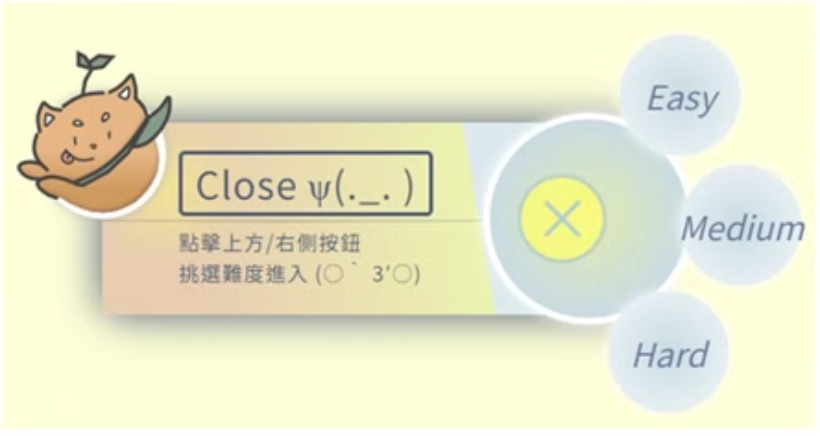 Close ψ(._. )
點擊上方/右側按鈕
挑選難度進入 (○｀ 3′○)
Easy
Medium
Hard